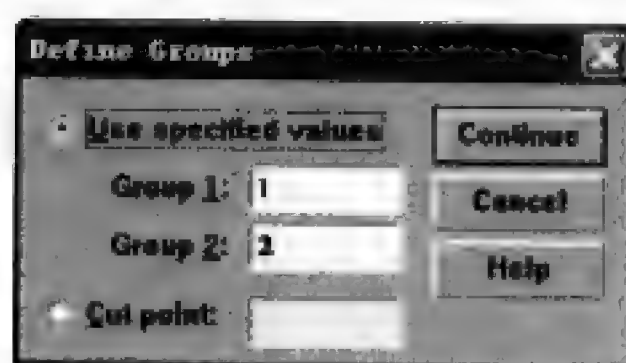 Define Groups
Use specified values
Group 1: 1
Group 2: 2
Cut point:
Continue
Cancel
Help